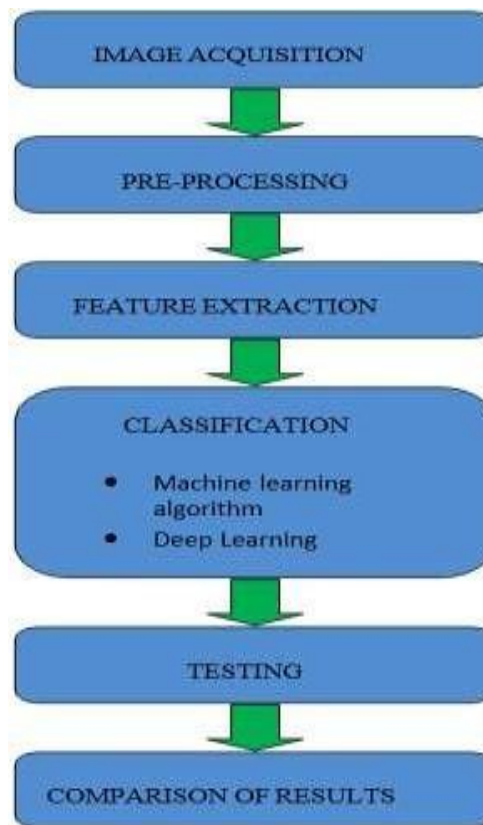 IMAGE ACQUISITION
PRE-PROCESSING
FEATURE EXTRACTION
CLASSIFICATION
• Machine learning
algorithm
• Deep Learning
TESTING
COMPARISON OF RESULTS